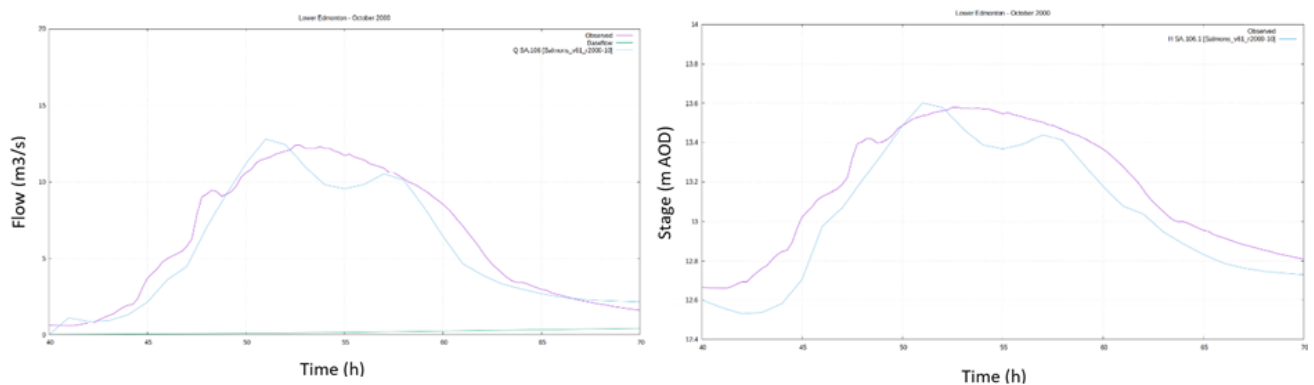 Lower Edmonton - October 2000
Observed
Baseflow
Q SA.106 [Salmons_v61_r2000-10]
20
15
10
5
0
40
45
50
55
60
65
70
Flow (m3/s)
Time (h)
Lower Edmonton - October 2000
Observed
H SA.106.1 [Salmons_v61_r2000-10]
14
13.8
13.6
13.4
13.2
13
12.8
12.6
12.4
40
45
50
55
60
65
70
Stage (m AOD)
Time (h)